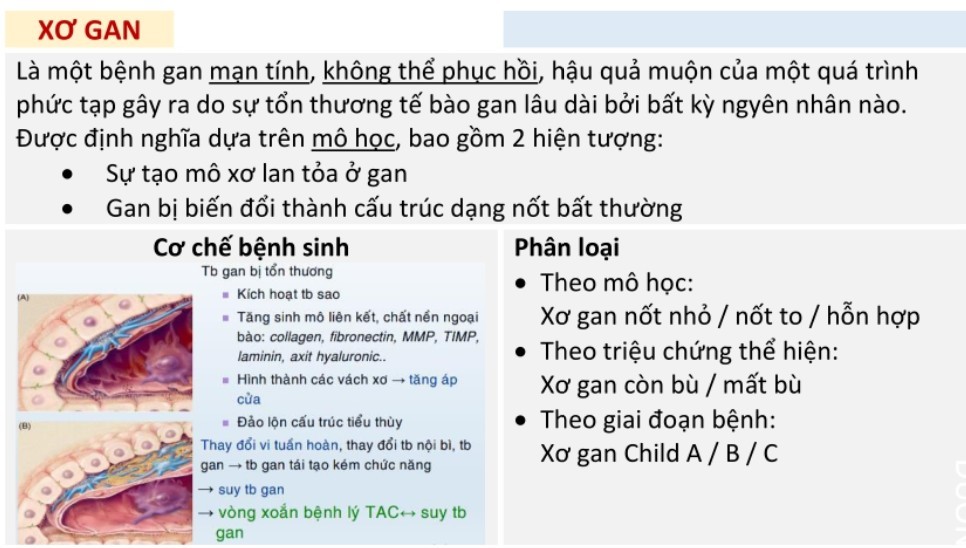 XƠ GAN
Là một bệnh gan mạn tính, không thể phục hồi, hậu quả muộn của một quá trình
phức tạp gây ra do sự tổn thương tế bào gan lâu dài bởi bất kỳ ngyên nhân nào.
Được định nghĩa dựa trên mô học, bao gồm 2 hiện tượng:
• Sự tạo mô xơ lan tỏa ở gan
• Gan bị biến đổi thành cấu trúc dạng nốt bất thường
Cơ chế bệnh sinh
Tb gan bị tổn thương
(A)
▪ Kích hoạt tb sao
▪ Tăng sinh mô liên kết, chất nền ngoại
bào: collagen, fibronectin, MMP, TIMP,
laminin, axit hyaluronic..
▪ Hình thành các vách xơ → tăng áp
cửa
▪ Đảo lộn cấu trúc tiểu thùy
(B)
Thay đổi vi tuần hoàn, thay đổi tb nội bì, tb
gan → tb gan tái tạo kém chức năng
→ suy tb gan
→ vòng xoắn bệnh lý TAC↔ suy tb
gan
Phân loại
• Theo mô học:
Xơ gan nốt nhỏ / nốt to / hỗn hợp
• Theo triệu chứng thể hiện:
Xơ gan còn bù / mất bù
• Theo giai đoạn bệnh:
Xơ gan Child A / B / C